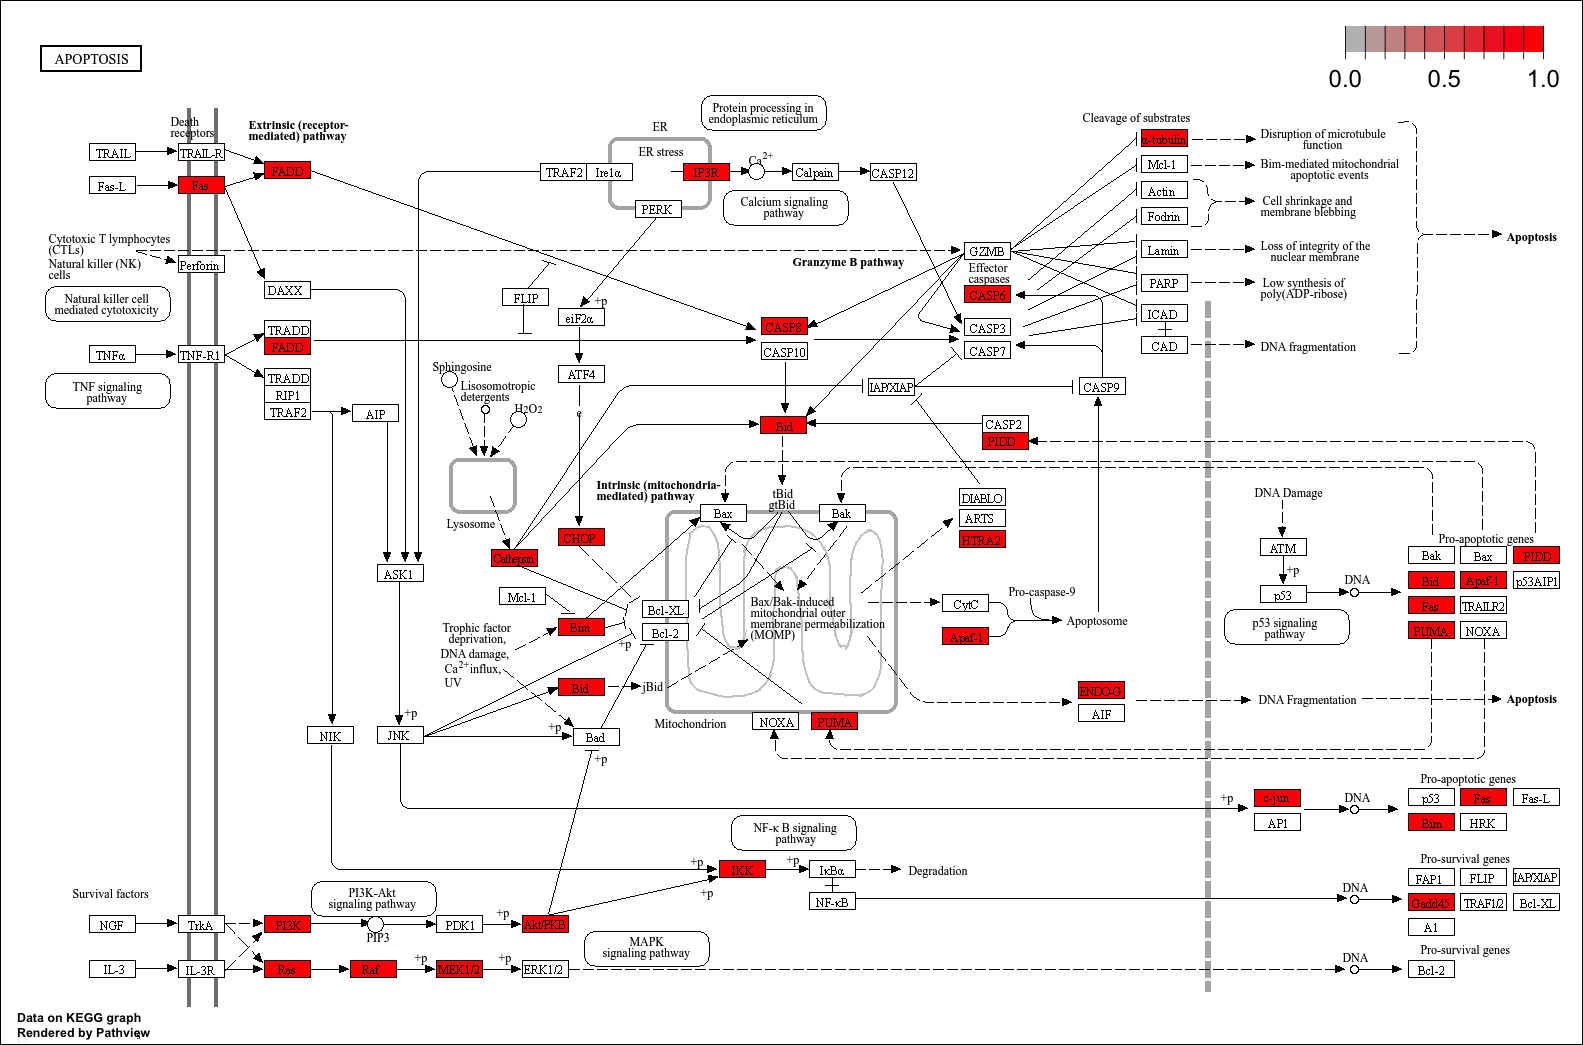 APOPTOSIS
0.0 0.5 1.0
Death
receptors
Extrinsic (receptor-
mediated) pathway
TRAIL
TRAIL-R
FADD
Fas-L
Fas
Cytotoxic T lymphocytes
(CTLs)
Natural killer (NK)
cells
Perforin
Natural killer cell
mediated cytotoxicity
DAXX
TNFα
TNF-R1
TRADD
FADD
TNF signaling
pathway
TRADD
RIP1
TRAF2
AIP
ER
Protein processing in
endoplasmic reticulum
ER stress
TRAF2
Ire1α
IP3R
Ca2+
Calpain
CASP12
PERK
Calcium signaling
pathway
Granzyme B pathway
GZMB
Effector
caspases
CASP6
CASP3
CASP7
FLIP
+p
eiF2α
ATF4
e
CASP8
CASP10
IAP/XIAP
CASP9
Bid
CASP2
PIDD
Cleavage of substrates
α-tubulin
Mcl-1
Actin
Fodrin
Lamin
PARP
ICAD
CAD
Disruption of microtubule
function
Bim-mediated mitochondrial
apoptotic events
Cell shrinkage and
membrane blebbing
Loss of integrity of the
nuclear membrane
Low synthesis of
poly(ADP-ribose)
DNA fragmentation
Apoptosis
Sphingosine
Lisosomotropic
detergents
H2O2
Lysosome
Cathepsin
CHOP
Intrinsic (mitochondria-
mediated) pathway
tBid
gtBid
Bax
Bak
DIABLO
ARTS
HTRA2
ASK1
Mcl-1
Bcl-XL
Bcl-2
Bim
+p
Trophic factor
deprivation,
DNA damage,
Ca2+influx,
UV
Bax/Bak-induced
mitochondrial outer
membrane permeabilization
(MOMP)
CytC
Apaf-1
Pro-caspase-9
Apoptosome
Bid
jBid
Mitochondrion
NOXA
PUMA
ENDO-G
AIF
DNA Fragmentation
Apoptosis
DNA Damage
ATM
+p
p53
DNA
p53 signaling
pathway
Pro-apoptotic genes
Bak
Bax
PIDD
Bid
Apaf-1
p53AIP1
Fas
TRAILR2
PUMA
NOXA
NIK
+p
JNK
+p
Bad
+p
+p
c-jun
AP1
DNA
Pro-apoptotic genes
p53
Fas
Fas-L
Bim
HRK
NF-κ B signaling
pathway
+p
IKK
+p
IκBα
Degradation
+p
NF-κB
DNA
Pro-survival genes
FAP1
FLIP
IAP/XIAP
Gadd45
TRAF1/2
Bcl-XL
A1
Survival factors
PI3K-Akt
signaling pathway
NGF
TrkA
PI3K
PIP3
PDK1
+p
Akt/PKB
MAPK
signaling pathway
IL-3
IL-3R
Ras
Raf
+p
MEK1/2
+p
ERK1/2
DNA
Pro-survival genes
Bcl-2
Data on KEGG graph
Rendered by Pathview